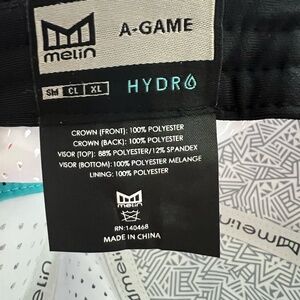 melin
A-GAME
SM CL XL
HYDRO
CROWN (FRONT): 100% POLYESTER
CROWN (BACK): 100% POLYESTER
VISOR (TOP): 88% POLYESTER/12% SPANDEX
VISOR (BOTTOM): 100% POLYESTER MELANGE
LINING: 100% POLYESTER
melin
RN:140468
MADE IN CHINA
melin
melin